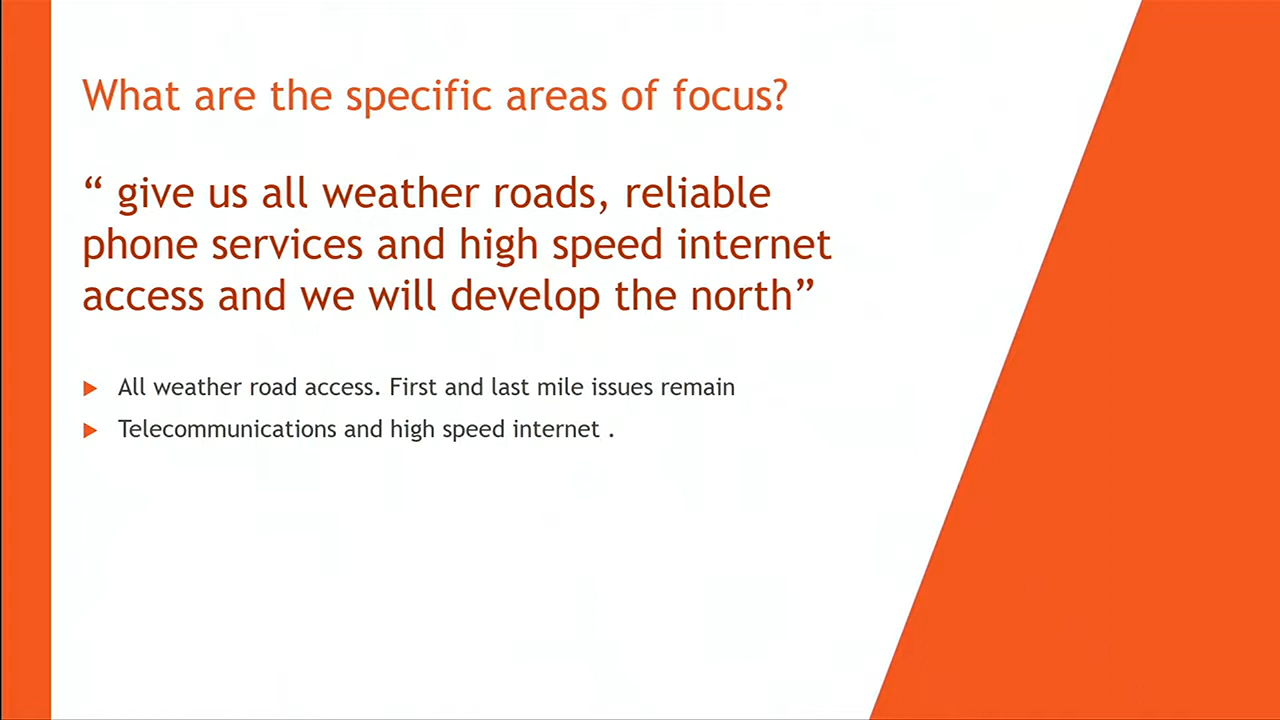 What are the specific areas of focus?
“ give us all weather roads, reliable
phone services and high speed internet
access and we will develop the north”
All weather road access. First and last mile issues remain
Telecommunications and high speed internet .